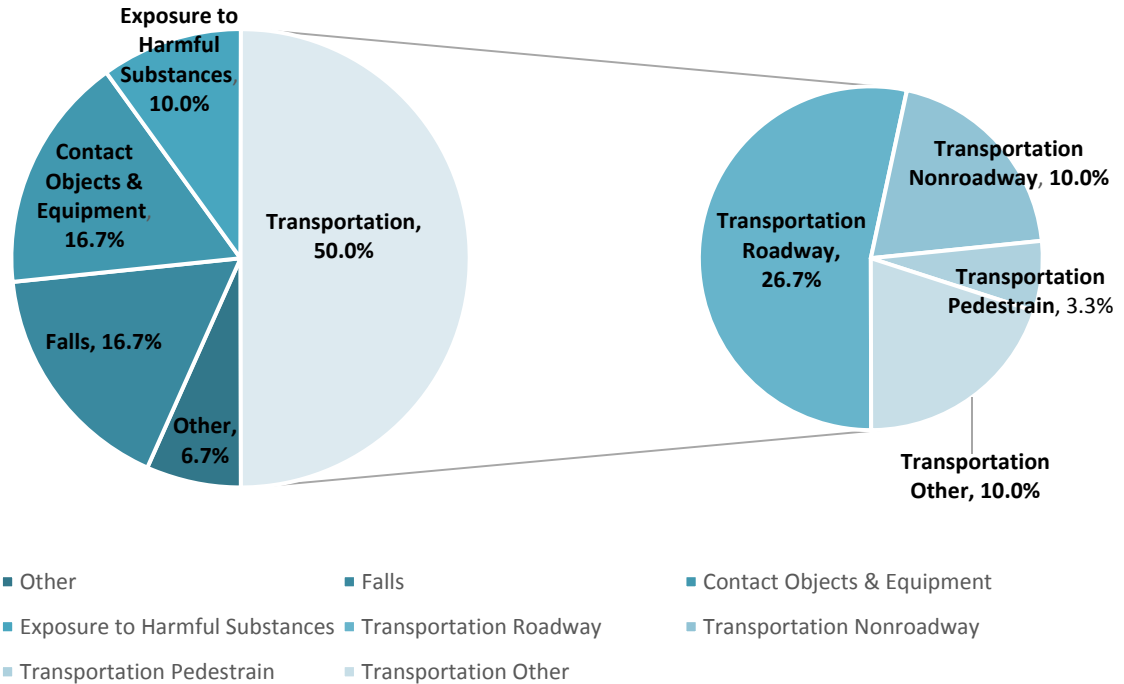 Exposure to
Harmful
Substances,
10.0%
Contact
Objects &
Equipment,
16.7%
Falls, 16.7%
Other,
6.7%
Transportation,
50.0%
Transportation
Roadway,
26.7%
Transportation
Nonroadway, 10.0%
Transportation
Pedestrain, 3.3%
Transportation
Other, 10.0%
Other
Falls
Contact Objects & Equipment
Exposure to Harmful Substances
Transportation Roadway
Transportation Nonroadway
Transportation Pedestrain
Transportation Other